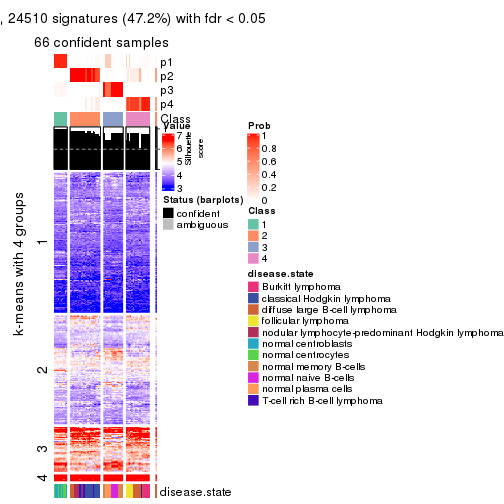 , 24510 signatures (47.2%) with fdr < 0.05
66 confident samples
p1
p2
p3
p4
Class
Silhouette score
k-means with 4 groups
1
2
3
4
disease.state
Value
7
6
5
4
3
Status (barplots)
confident
ambiguous
Prob
1
0.8
0.6
0.4
0.2
0
Class
1
2
3
4
disease.state
Burkitt lymphoma
classical Hodgkin lymphoma
diffuse large B-cell lymphoma
follicular lymphoma
nodular lymphocyte-predominant Hodgkin lymphoma
normal centroblasts
normal centrocytes
normal memory B-cells
normal naive B-cells
normal plasma cells
T-cell rich B-cell lymphoma